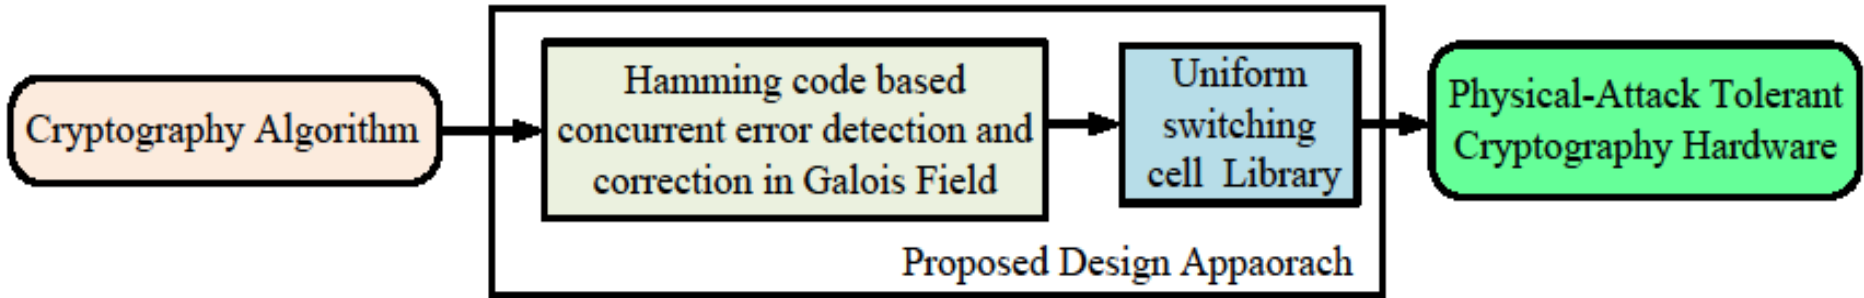 Cryptography Algorithm
Hamming code based
concurrent error detection and
correction in Galois Field
Uniform
switching
cell Library
Physical-Attack Tolerant
Cryptography Hardware
Proposed Design Appaorach